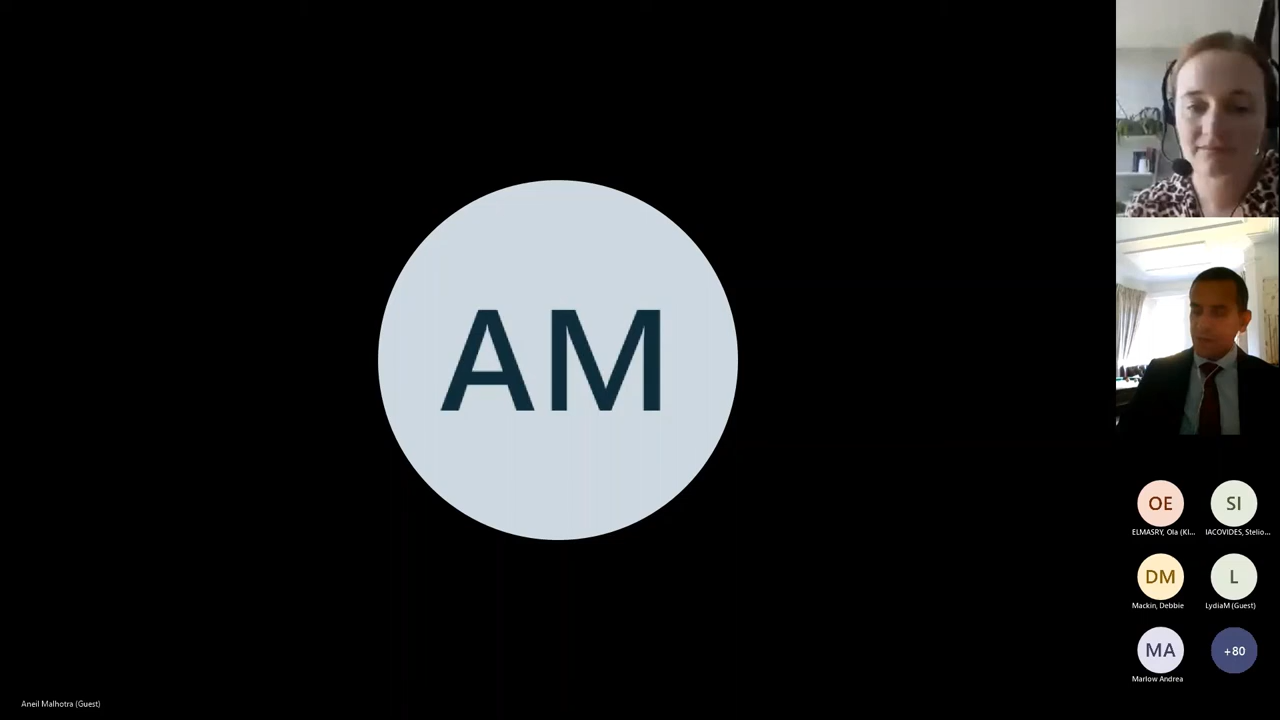 AM
OE
SI
ELMASRY, Ola (KI...
IACOVIDES, Stelio...
DM
L
Mackin, Debbie
LydiaM (Guest)
MA
+80
Marlow Andrea
Aneil Malhotra (Guest)